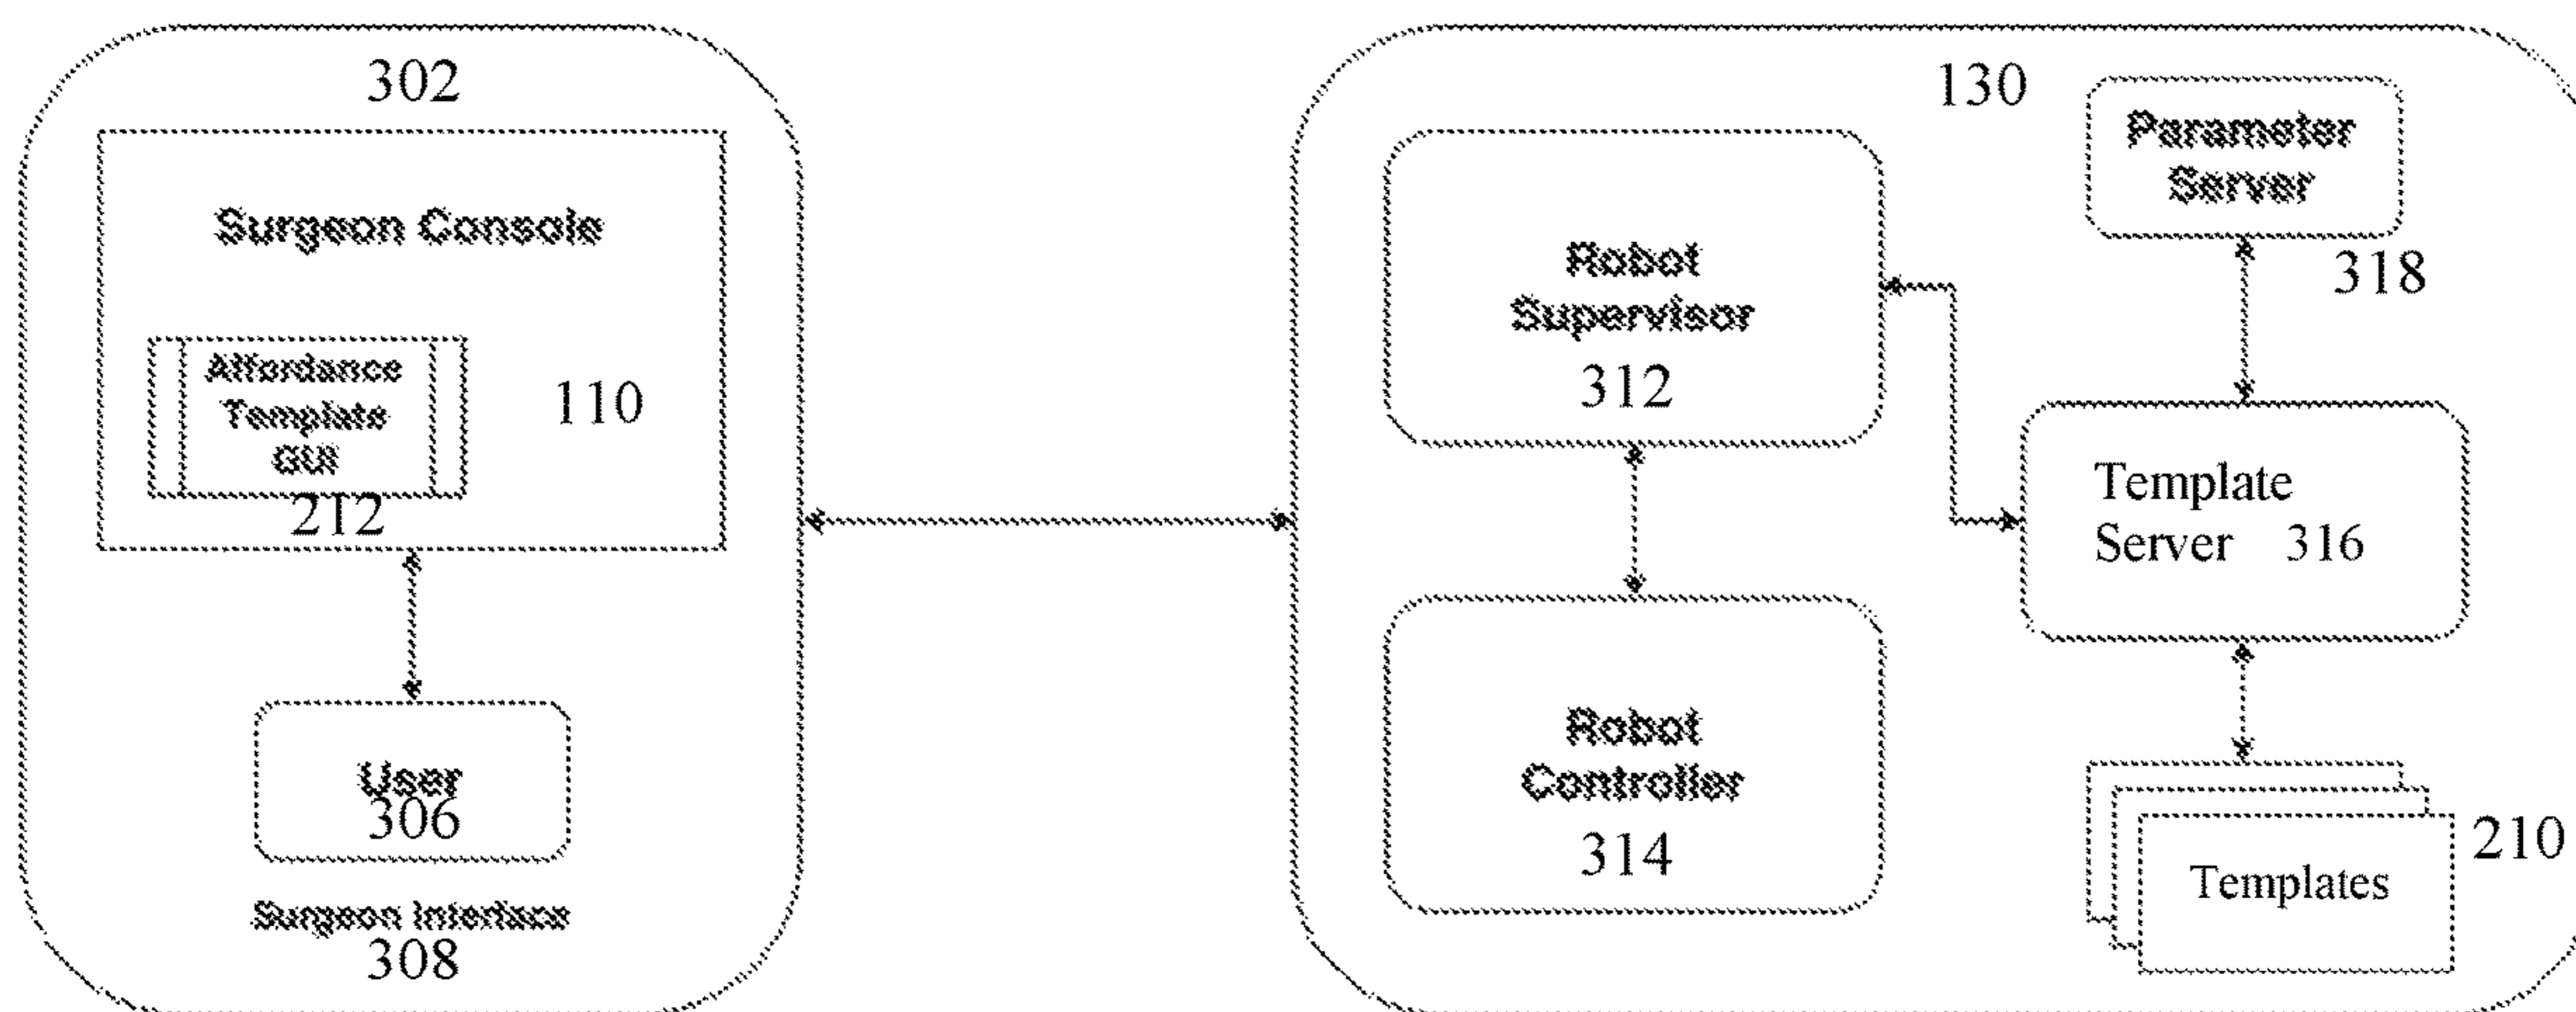 302
Surgeon Console
Affordance
Template
GUI
110
212
User
306
Surgeon Interface
308
130
Parameter
Server
318
Robot
Supervisor
312
Template
Server 316
Robot
Controller
314
210
Templates